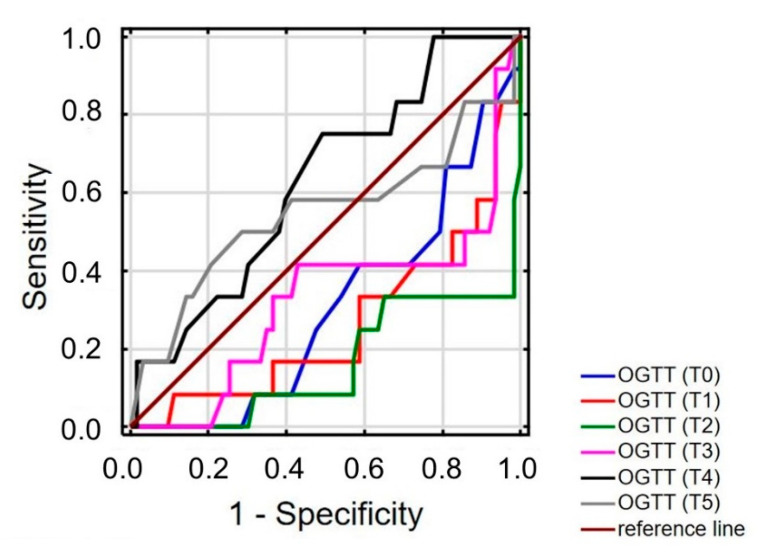 1.0
0.8
0.6
0.4
0.2
0.0
Sensitivity
0.0 0.2 0.4 0.6 0.8 1.0
1 - Specificity
OGTT (T0)
OGTT (T1)
OGTT (T2)
OGTT (T3)
OGTT (T4)
OGTT (T5)
reference line